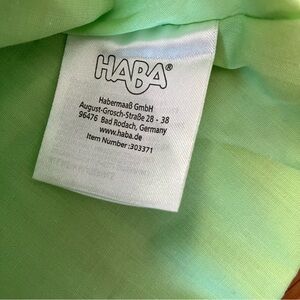 HABA®
Habermaaß GmbH
August-Grosch-Straße 28 - 38
96476 Bad Rodach, Germany
www.haba.de
Item Number: 303371